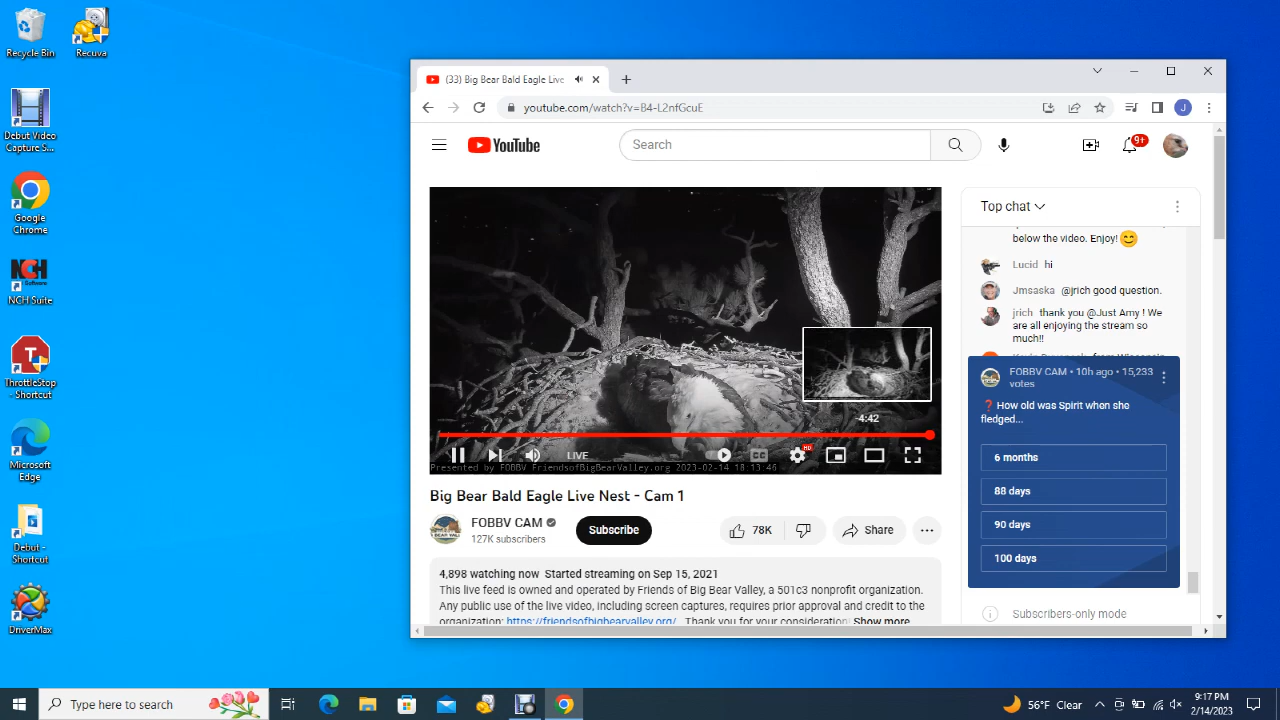 Recycle Bin
Recuva
Debut Video
Capture S...
Google
Chrome
NCH
Software
NCH Suite
ThrottleStop
- Shortcut
Microsoft
Edge
Debut -
Shortcut
DriverMax
(33) Big Bear Bald Eagle Live
youtube.com/watch?v=B4-L2nfGcuE
J
YouTube
Search
9+
-4:42
LIVE
HD
Presented by FOBBV FriendsofBigBearValley.org 2023-02-14 18:13:46
Big Bear Bald Eagle Live Nest - Cam 1
FOBBV CAM
127K subscribers
Subscribe
78K
Share
4,898 watching now Started streaming on Sep 15, 2021
This live feed is owned and operated by Friends of Big Bear Valley, a 501c3 nonprofit organization.
Any public use of the live video, including screen captures, requires prior approval and credit to the
organization: https://friendsofbigbearvalley.org/ Thank you for your consideration! Show more
Top chat
below the video. Enjoy!
Lucid hi
Jmsaska @jrich good question.
jrich thank you @Just Amy ! We
are all enjoying the stream so
much!!
FOBBV CAM • 10h ago • 15,233
votes
❓How old was Spirit when she
fledged...
6 months
88 days
90 days
100 days
Subscribers-only mode
Type here to search
56°F Clear
9:17 PM
2/14/2023